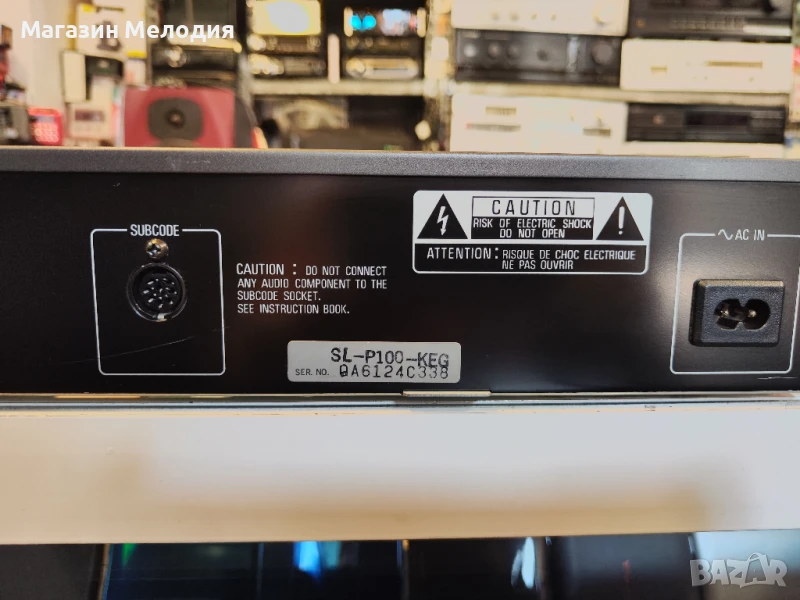 Магазин Мелодия
SUBCODE
CAUTION : DO NOT CONNECT
ANY AUDIO COMPONENT TO THE
SUBCODE SOCKET.
SEE INSTRUCTION BOOK.
CAUTION
RISK OF ELECTRIC SHOCK
DO NOT OPEN
ATTENTION : RISQUE DE CHOC ELECTRIQUE
NE PAS OUVRIR
∿ AC IN
SL-P100-KEG
SER. NO. QA6124C338
BAZAR